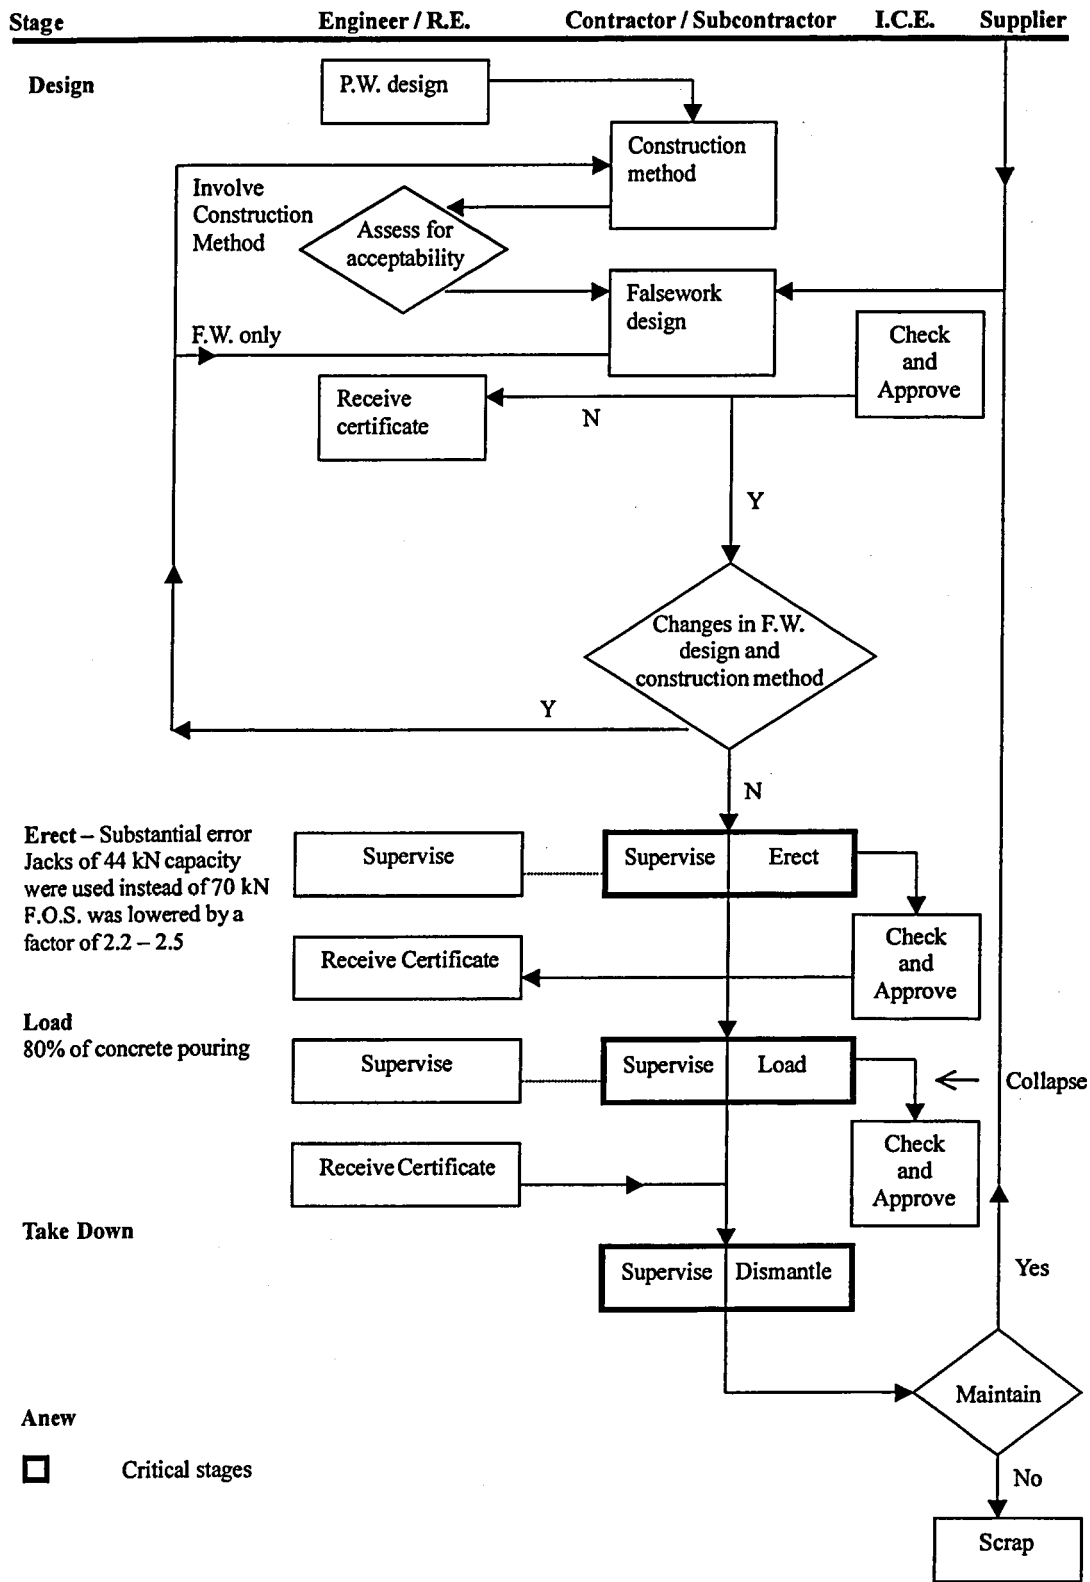 Stage Engineer / R.E. Contractor / Subcontractor I.C.E. Supplier
Design
P.W. design
Construction
method
Involve
Construction
Method
Assess for
acceptability
Falsework
design
F.W. only
Check
and
Approve
Receive
certificate
N
Y
Changes in F.W.
design and
construction method
Y
N
Erect – Substantial error
Jacks of 44 kN capacity
were used instead of 70 kN
F.O.S. was lowered by a
factor of 2.2 – 2.5
Supervise
Supervise Erect
Receive Certificate
Check
and
Approve
Load
80% of concrete pouring
Supervise
Supervise Load
Collapse
Check
and
Approve
Receive Certificate
Take Down
Supervise Dismantle
Yes
Maintain
Anew
Critical stages
No
Scrap